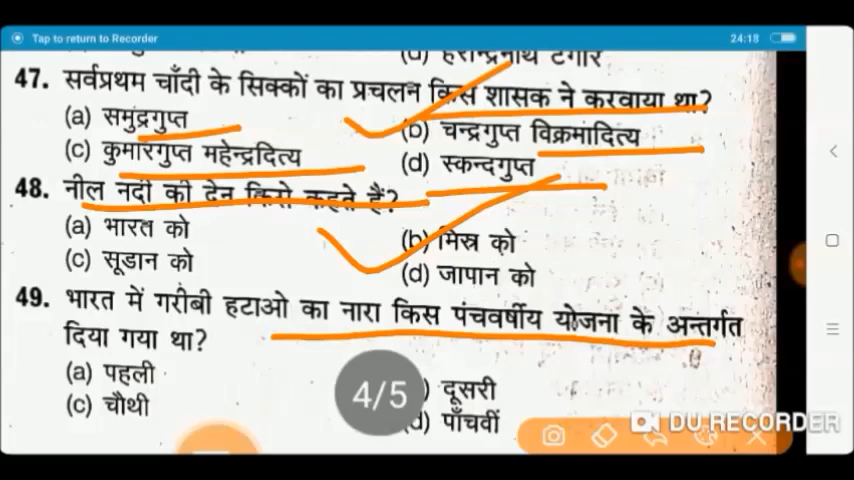 Tap to return to Recorder 24:18
(d) हरीन्द्रनाथ टैगोर
47. सर्वप्रथम चाँदी के सिक्कों का प्रचलन किस शासक ने करवाया था?
(a) समुद्रगुप्त (b) चन्द्रगुप्त विक्रमादित्य
(c) कुमारगुप्त महेन्द्रदित्य (d) स्कन्दगुप्त
48. नील नदी की देन किसे कहते हैं?
(a) भारत को (b) मिस्र को
(c) सूडान को (d) जापान को
49. भारत में गरीबी हटाओ का नारा किस पंचवर्षीय योजना के अन्तर्गत
दिया गया था?
(a) पहली ) दूसरी
4/5
(c) चौथी (d) पाँचवीं
DU RECORDER